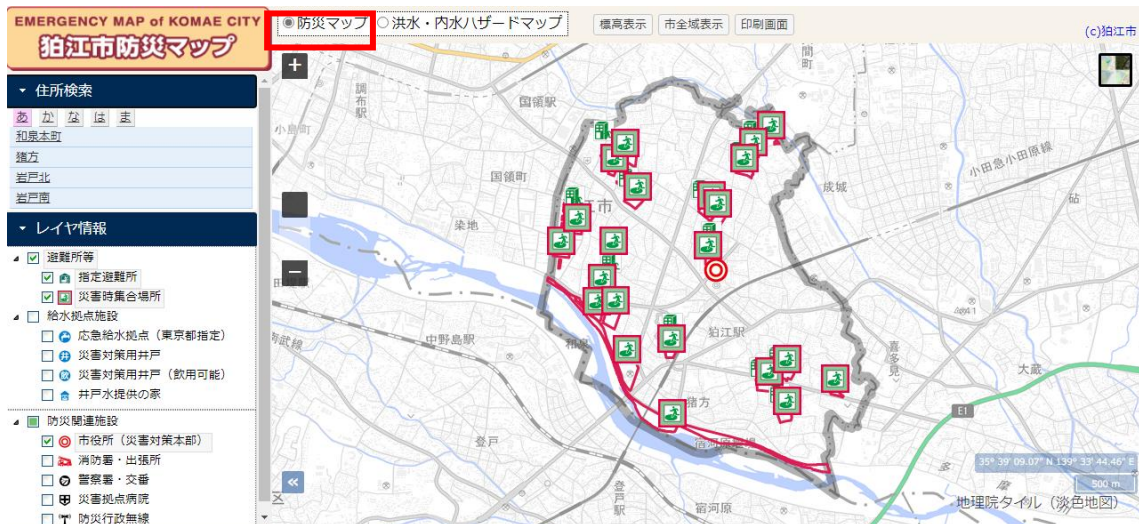 EMERGENCY MAP of KOMAE CITY
狛江市防災マップ
防災マップ
洪水・内水ハザードマップ
標高表示
市全域表示
印刷画面
(c)狛江市
住所検索
あ か な は ま
和泉本町
猪方
岩戸北
岩戸南
レイヤ情報
避難所等
指定避難所
災害時集合場所
給水拠点施設
応急給水拠点（東京都指定）
災害対策用井戸
災害対策用井戸（飲用可能）
井戸水提供の家
防災関連施設
市役所（災害対策本部）
消防署・出張所
警察署・交番
災害拠点病院
防災行政無線
+
−
調布駅
国領駅
間町
小島町
国領町
成城
小田急小田原線
砧
江市
染地
中野島駅
南武線
和泉
狛江駅
喜多見
大蔵
猪方
登戸
登戸駅
宿河原
E1
多
摩
35° 39' 09.07" N 139° 33' 44.46" E
500 m
地理院タイル（淡色地図）
«